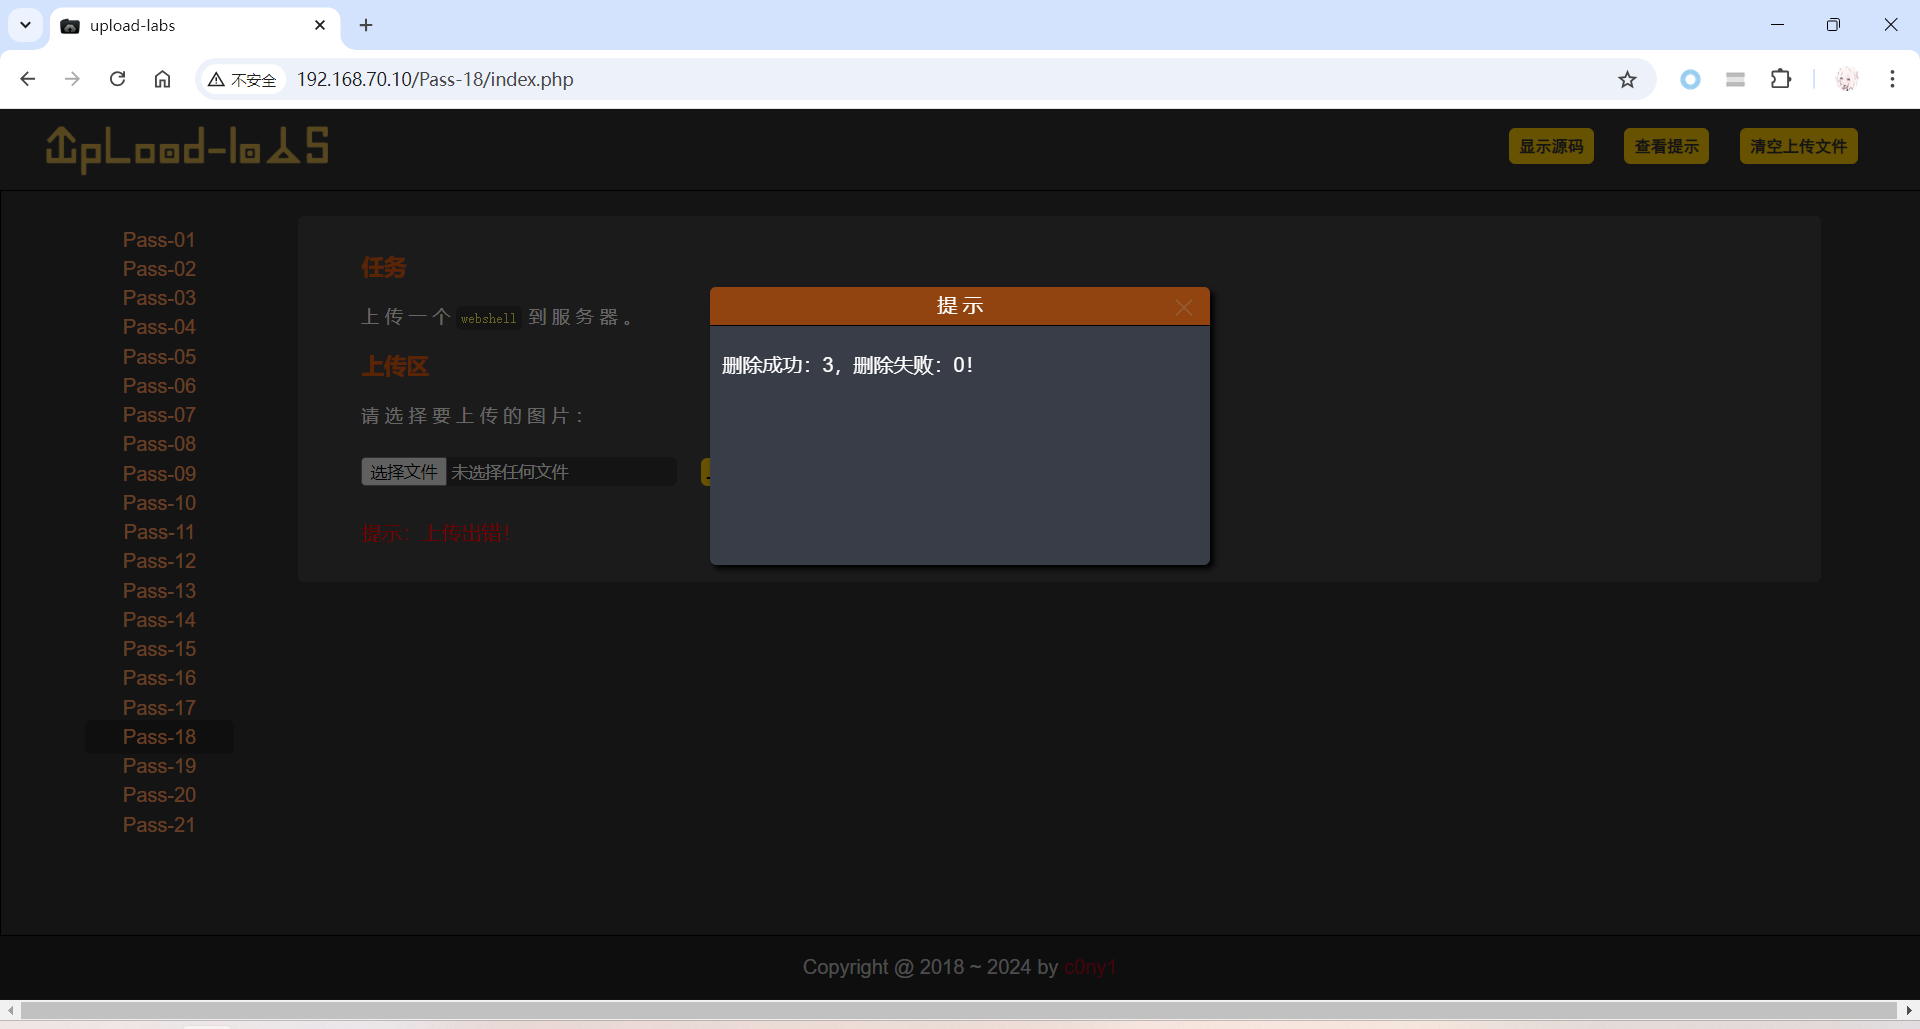 upload-labs
不安全
192.168.70.10/Pass-18/index.php
UpLoad-labS
显示源码
查看提示
清空上传文件
Pass-01
Pass-02
Pass-03
Pass-04
Pass-05
Pass-06
Pass-07
Pass-08
Pass-09
Pass-10
Pass-11
Pass-12
Pass-13
Pass-14
Pass-15
Pass-16
Pass-17
Pass-18
Pass-19
Pass-20
Pass-21
任务
上传一个 webshell 到服务器。
上传区
请选择要上传的图片：
选择文件 未选择任何文件
提示：上传出错！
提示
删除成功：3，删除失败：0！
Copyright @ 2018 ~ 2024 by c0ny1